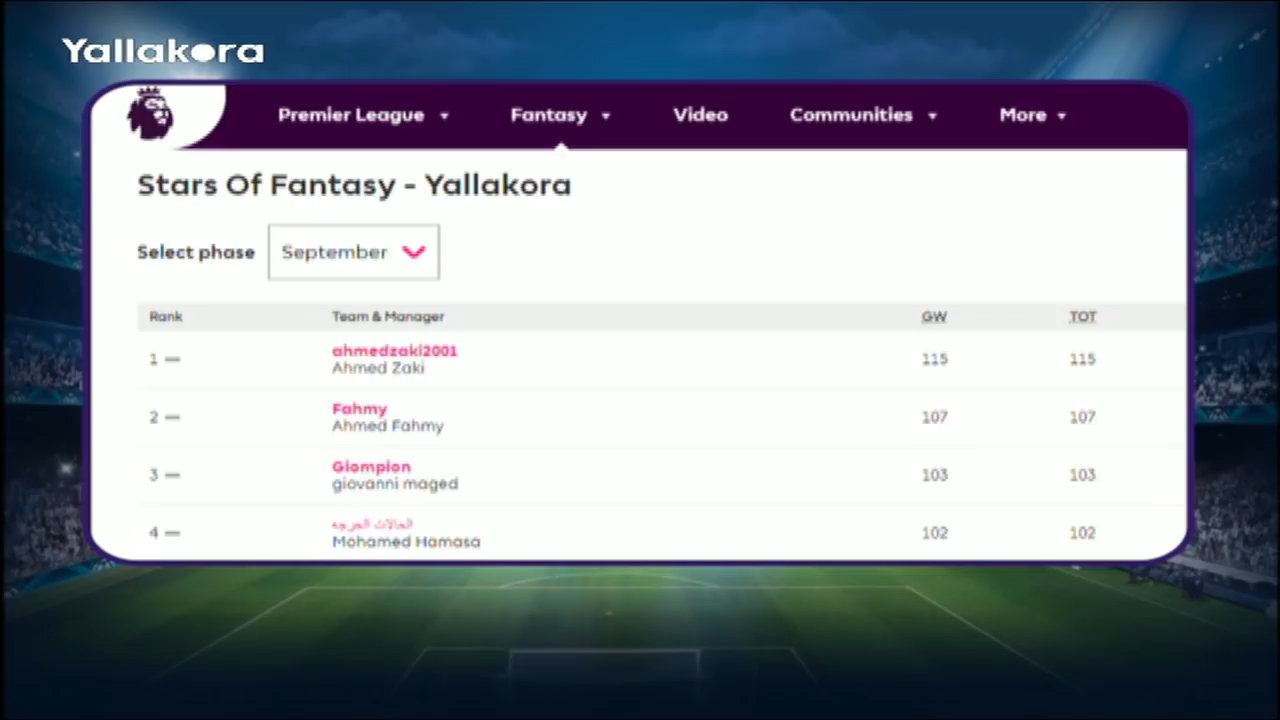 Yallakora
Premier League Fantasy Video Communities More
Stars Of Fantasy - Yallakora
Select phase September
Rank Team & Manager GW TOT
1 — ahmedzaki2001 115 115
Ahmed Zaki
2 — Fahmy 107 107
Ahmed Fahmy
3 — Giompion 103 103
giovanni maged
4 — الحالات الحرجه 102 102
Mohamed Hamasa